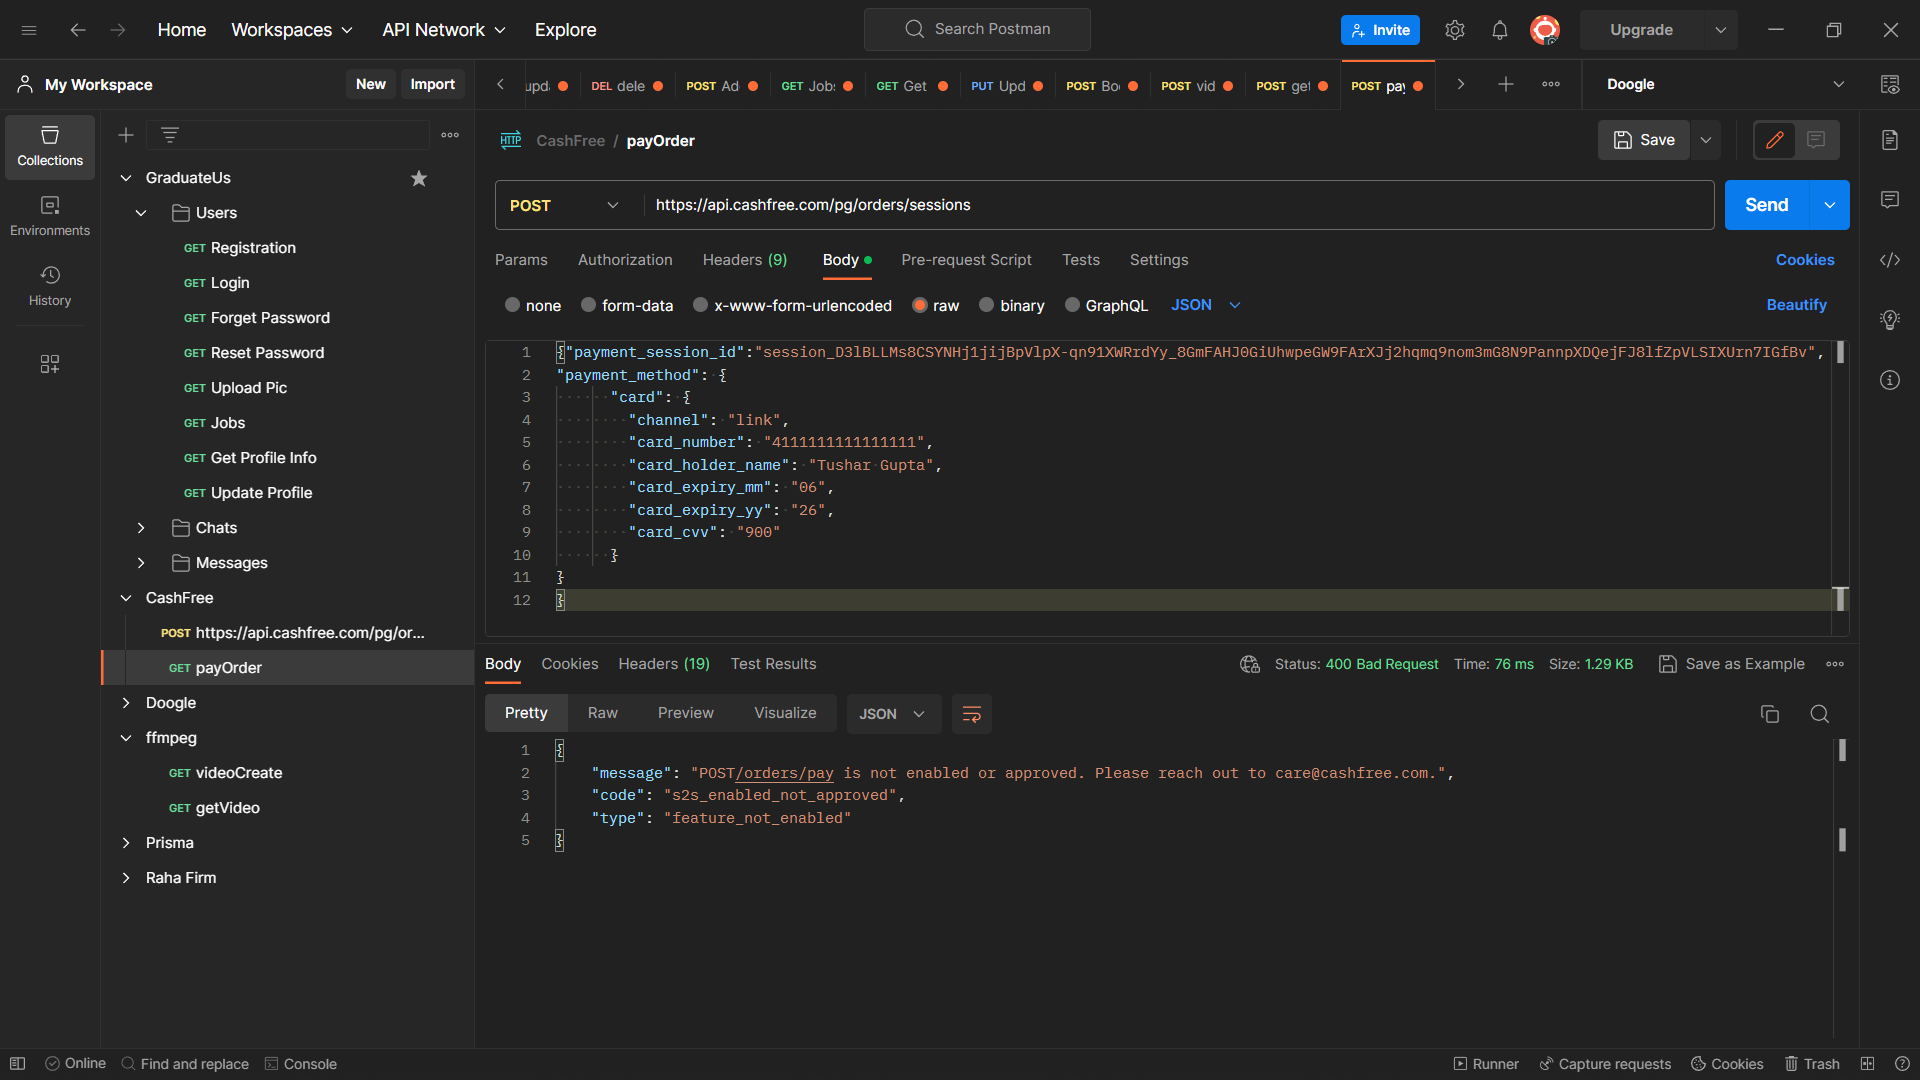 Home
Workspaces
API Network
Explore
Search Postman
Invite
Upgrade
My Workspace
New
Import
upda
DEL dele
POST Ad
GET Job
GET Get
PUT Upd
POST Bo
POST vid
POST get
POST pay
Doogle
Collections
Environments
History
GraduateUs
Users
GET Registration
GET Login
GET Forget Password
GET Reset Password
GET Upload Pic
GET Jobs
GET Get Profile Info
GET Update Profile
Chats
Messages
CashFree
POST https://api.cashfree.com/pg/or...
GET payOrder
Doogle
ffmpeg
GET videoCreate
GET getVideo
Prisma
Raha Firm
HTTP CashFree / payOrder
Save
POST https://api.cashfree.com/pg/orders/sessions
Send
Params Authorization Headers (9) Body Pre-request Script Tests Settings Cookies
none form-data x-www-form-urlencoded raw binary GraphQL JSON Beautify
1 {"payment_session_id":"session_D3lBLLMs8CSYNHj1jijBpVlpX-qn91XWRrdYy_8GmFAHJ0GiUhwpeGW9FArXJj2hqmq9nom3mG8N9PannpXDQejFJ8lfZpVLSIXUrn7IGfBv",
2 "payment_method": {
3 "card": {
4 "channel": "link",
5 "card_number": "4111111111111111",
6 "card_holder_name": "Tushar Gupta",
7 "card_expiry_mm": "06",
8 "card_expiry_yy": "26",
9 "card_cvv": "900"
10 }
11 }
12 }
Body Cookies Headers (19) Test Results
Status: 400 Bad Request Time: 76 ms Size: 1.29 KB Save as Example
Pretty Raw Preview Visualize JSON
1 {
2 "message": "POST/orders/pay is not enabled or approved. Please reach out to care@cashfree.com.",
3 "code": "s2s_enabled_not_approved",
4 "type": "feature_not_enabled"
5 }
Online Find and replace Console
Runner Capture requests Cookies Trash